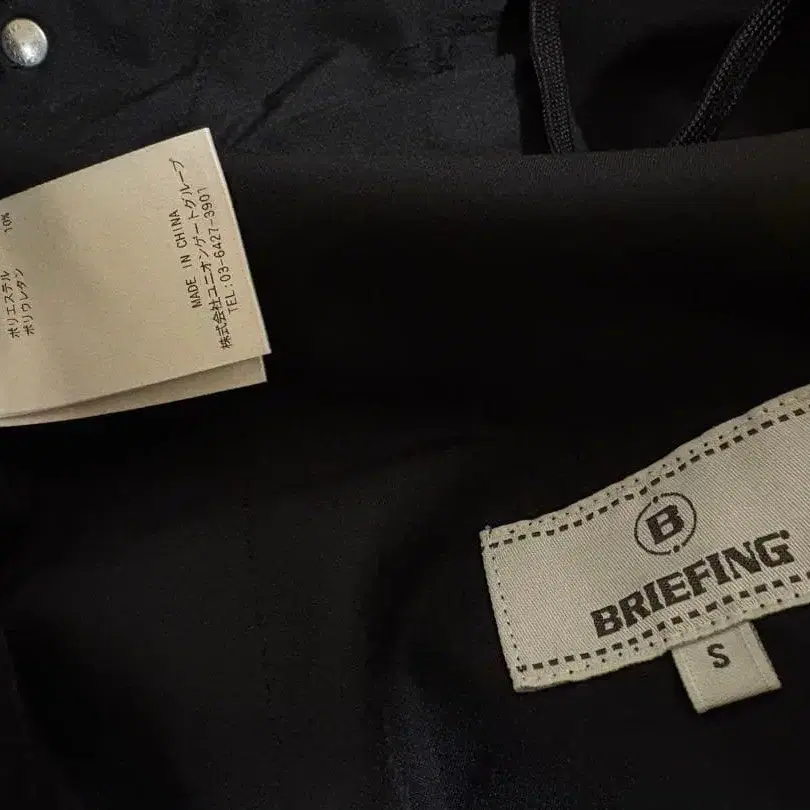 ポリエステル
ポリウレタン 10%
MADE IN CHINA
株式会社ユニオンゲートグループ
TEL:03-6427-3901
B
BRIEFING
S